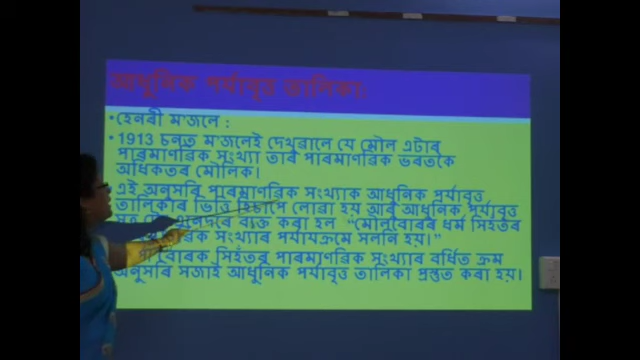 আধুনিক পৰ্যাবৃত্ত তালিকা:
•হেনৰী ম'জলে :
•1913 চনত ম'জলেই দেখুৱালে যে মৌল এটাৰ
পাৰমাণৱিক সংখ্যা তাৰ পাৰমাণৱিক ভৰতকৈ
অধিকতৰ মৌলিক।
•এই অনুসৰি পাৰমাণৱিক সংখ্যাক আধুনিক পৰ্যাবৃত্ত
তালিকাৰ ভিত্তি হিচাপে লোৱা হয় আৰু আধুনিক পৰ্যাবৃত্ত
ব্যক্ত কৰা হল “মৌলবোৰৰ ধৰ্ম সিহঁতৰ
সংখ্যাৰ পৰ্যায়ক্ৰমে সলনি হয়।”
সিহঁতৰ পাৰমাণৱিক সংখ্যাৰ বৰ্ধিত ক্ৰম
অনুসৰি সজাই আধুনিক পৰ্যাবৃত্ত তালিকা প্ৰস্তুত কৰা হয়।